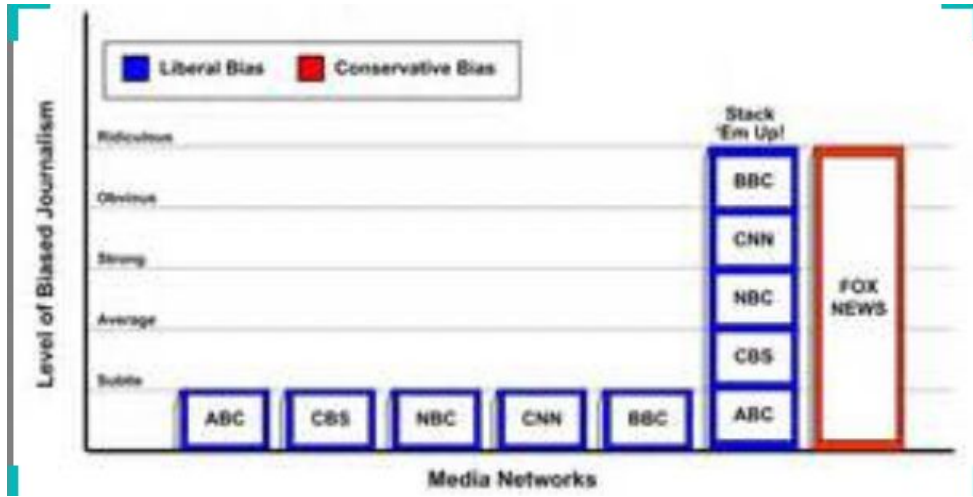 Liberal Bias
Conservative Bias
Level of Biased Journalism
Ridiculous
Obvious
Strong
Average
Subtle
Stack
'Em Up!
BBC
CNN
NBC
CBS
ABC
FOX
NEWS
ABC
CBS
NBC
CNN
BBC
Media Networks